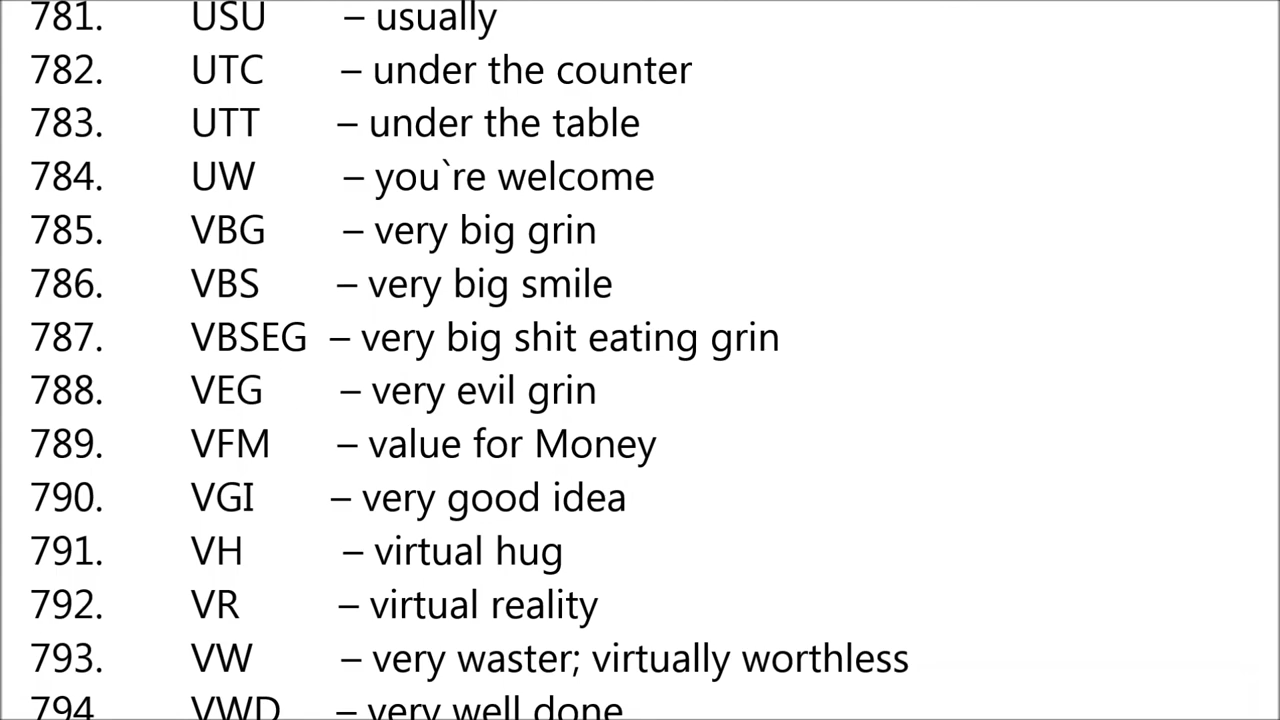 781. USU – usually
782. UTC – under the counter
783. UTT – under the table
784. UW – you`re welcome
785. VBG – very big grin
786. VBS – very big smile
787. VBSEG – very big shit eating grin
788. VEG – very evil grin
789. VFM – value for Money
790. VGI – very good idea
791. VH – virtual hug
792. VR – virtual reality
793. VW – very waster; virtually worthless
794 VWD – very well done